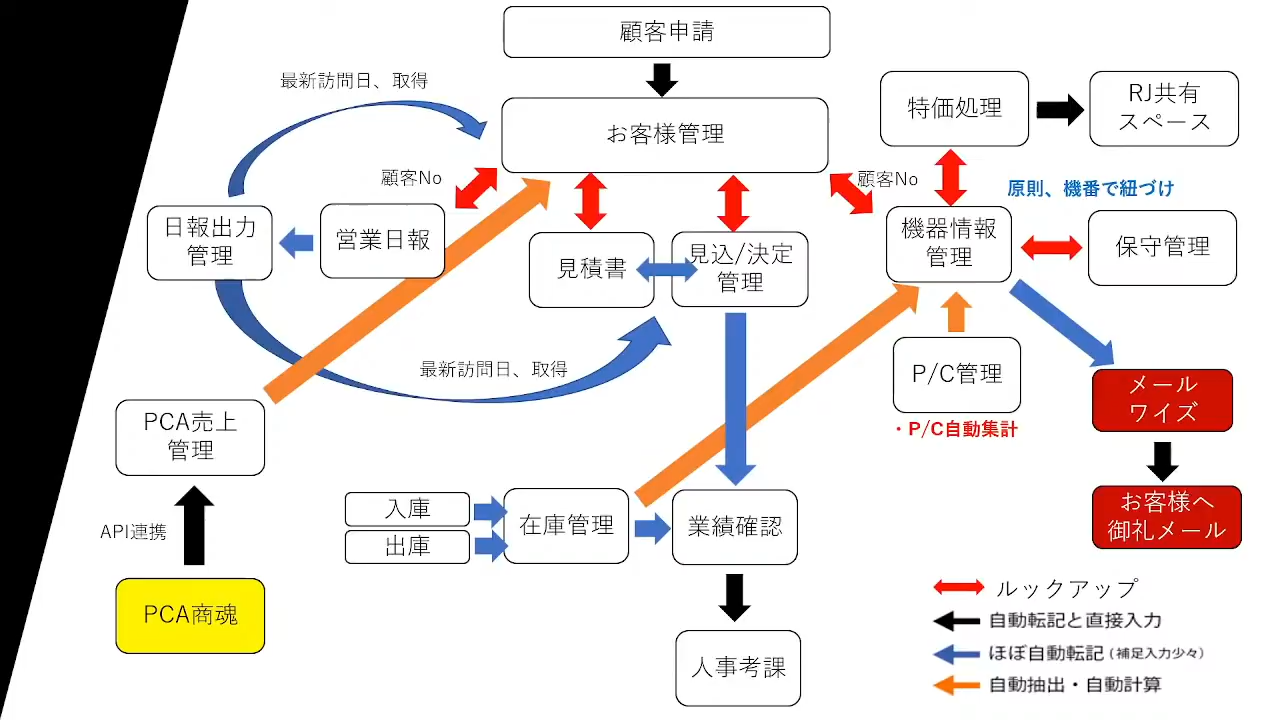 顧客申請
最新訪問日、取得
お客様管理
特価処理
RJ共有
スペース
顧客No
顧客No
原則、機番で紐づけ
日報出力
管理
営業日報
見積書
見込/決定
管理
機器情報
管理
保守管理
最新訪問日、取得
P/C管理
・P/C自動集計
メール
ワイズ
PCA売上
管理
入庫
出庫
在庫管理
業績確認
お客様へ
御礼メール
API連携
PCA商魂
人事考課
ルックアップ
自動転記と直接入力
ほぼ自動転記(補足入力少々)
自動抽出・自動計算